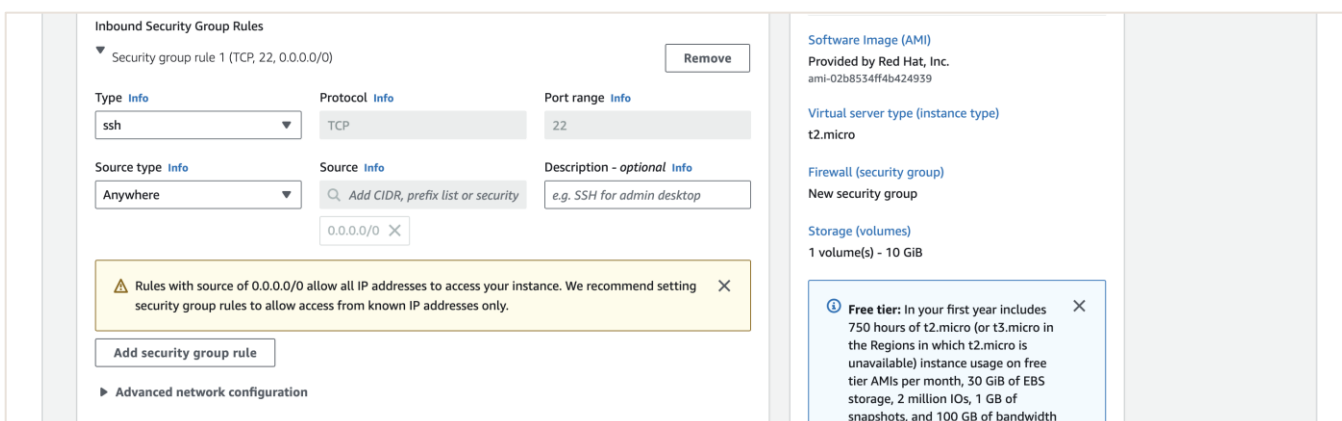 Inbound Security Group Rules
Security group rule 1 (TCP, 22, 0.0.0.0/0)
Remove
Type Info
Protocol Info
Port range Info
ssh
TCP
22
Source type Info
Source Info
Description - optional Info
Anywhere
Add CIDR, prefix list or security
e.g. SSH for admin desktop
0.0.0.0/0
Rules with source of 0.0.0.0/0 allow all IP addresses to access your instance. We recommend setting
security group rules to allow access from known IP addresses only.
Add security group rule
Advanced network configuration
Software Image (AMI)
Provided by Red Hat, Inc.
ami-02b8534ff4b424939
Virtual server type (instance type)
t2.micro
Firewall (security group)
New security group
Storage (volumes)
1 volume(s) - 10 GiB
Free tier: In your first year includes
750 hours of t2.micro (or t3.micro in
the Regions in which t2.micro is
unavailable) instance usage on free
tier AMIs per month, 30 GiB of EBS
storage, 2 million IOs, 1 GB of
snapshots, and 100 GB of bandwidth